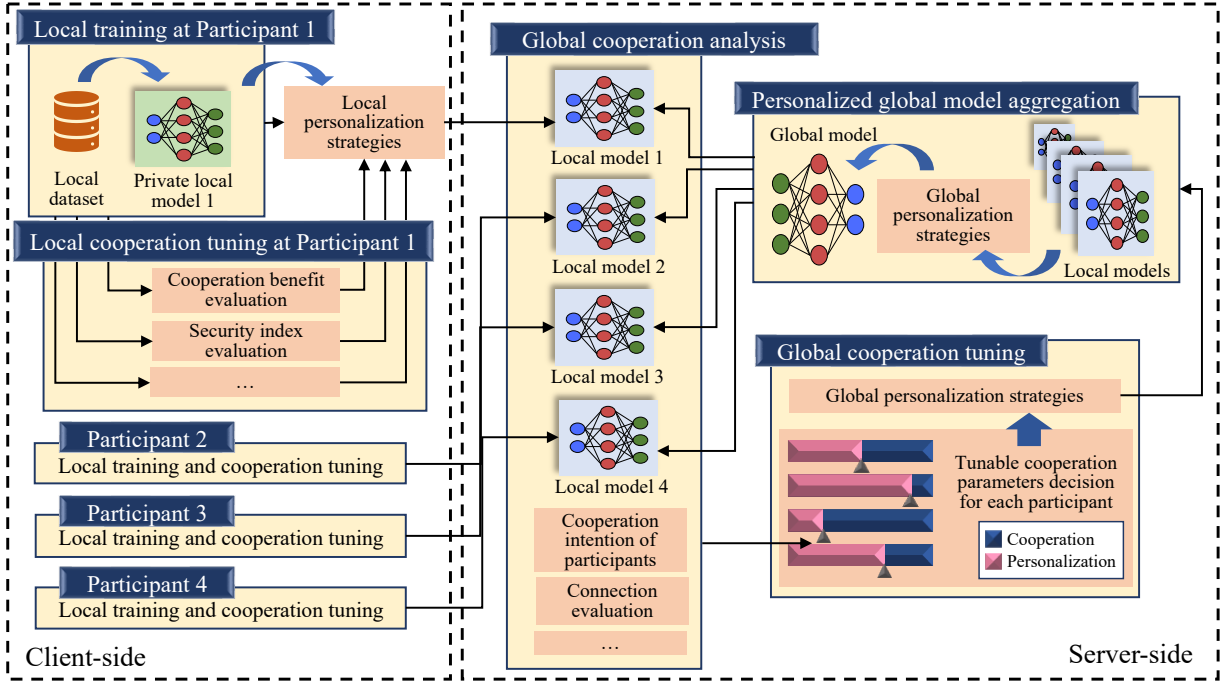 Local training at Participant 1
Local
dataset
Private local
model 1
Local
personalization
strategies
Local cooperation tuning at Participant 1
Cooperation benefit
evaluation
Security index
evaluation
…
Participant 2
Local training and cooperation tuning
Participant 3
Local training and cooperation tuning
Participant 4
Local training and cooperation tuning
Client-side
Global cooperation analysis
Local model 1
Local model 2
Local model 3
Local model 4
Cooperation
intention of
participants
Connection
evaluation
…
Personalized global model aggregation
Global model
Global
personalization
strategies
Local models
Global cooperation tuning
Global personalization strategies
Tunable cooperation
parameters decision
for each participant
Cooperation
Personalization
Server-side